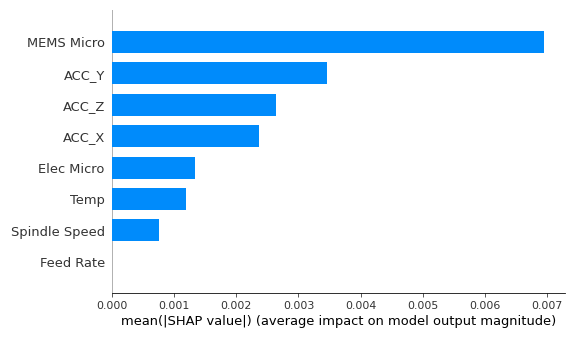 MEMS Micro
ACC_Y
ACC_Z
ACC_X
Elec Micro
Temp
Spindle Speed
Feed Rate
0.000 0.001 0.002 0.003 0.004 0.005 0.006 0.007
mean(|SHAP value|) (average impact on model output magnitude)